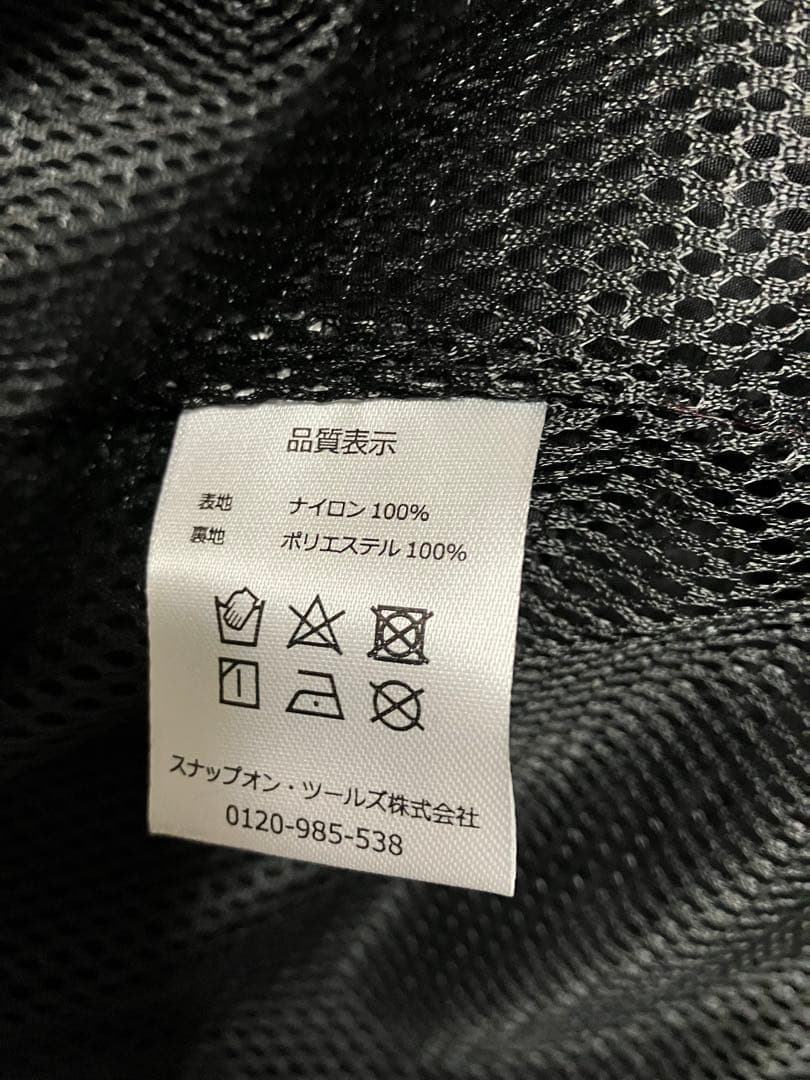 品質表示
表地 ナイロン 100%
裏地 ポリエステル 100%
スナップオン・ツールズ株式会社
0120-985-538